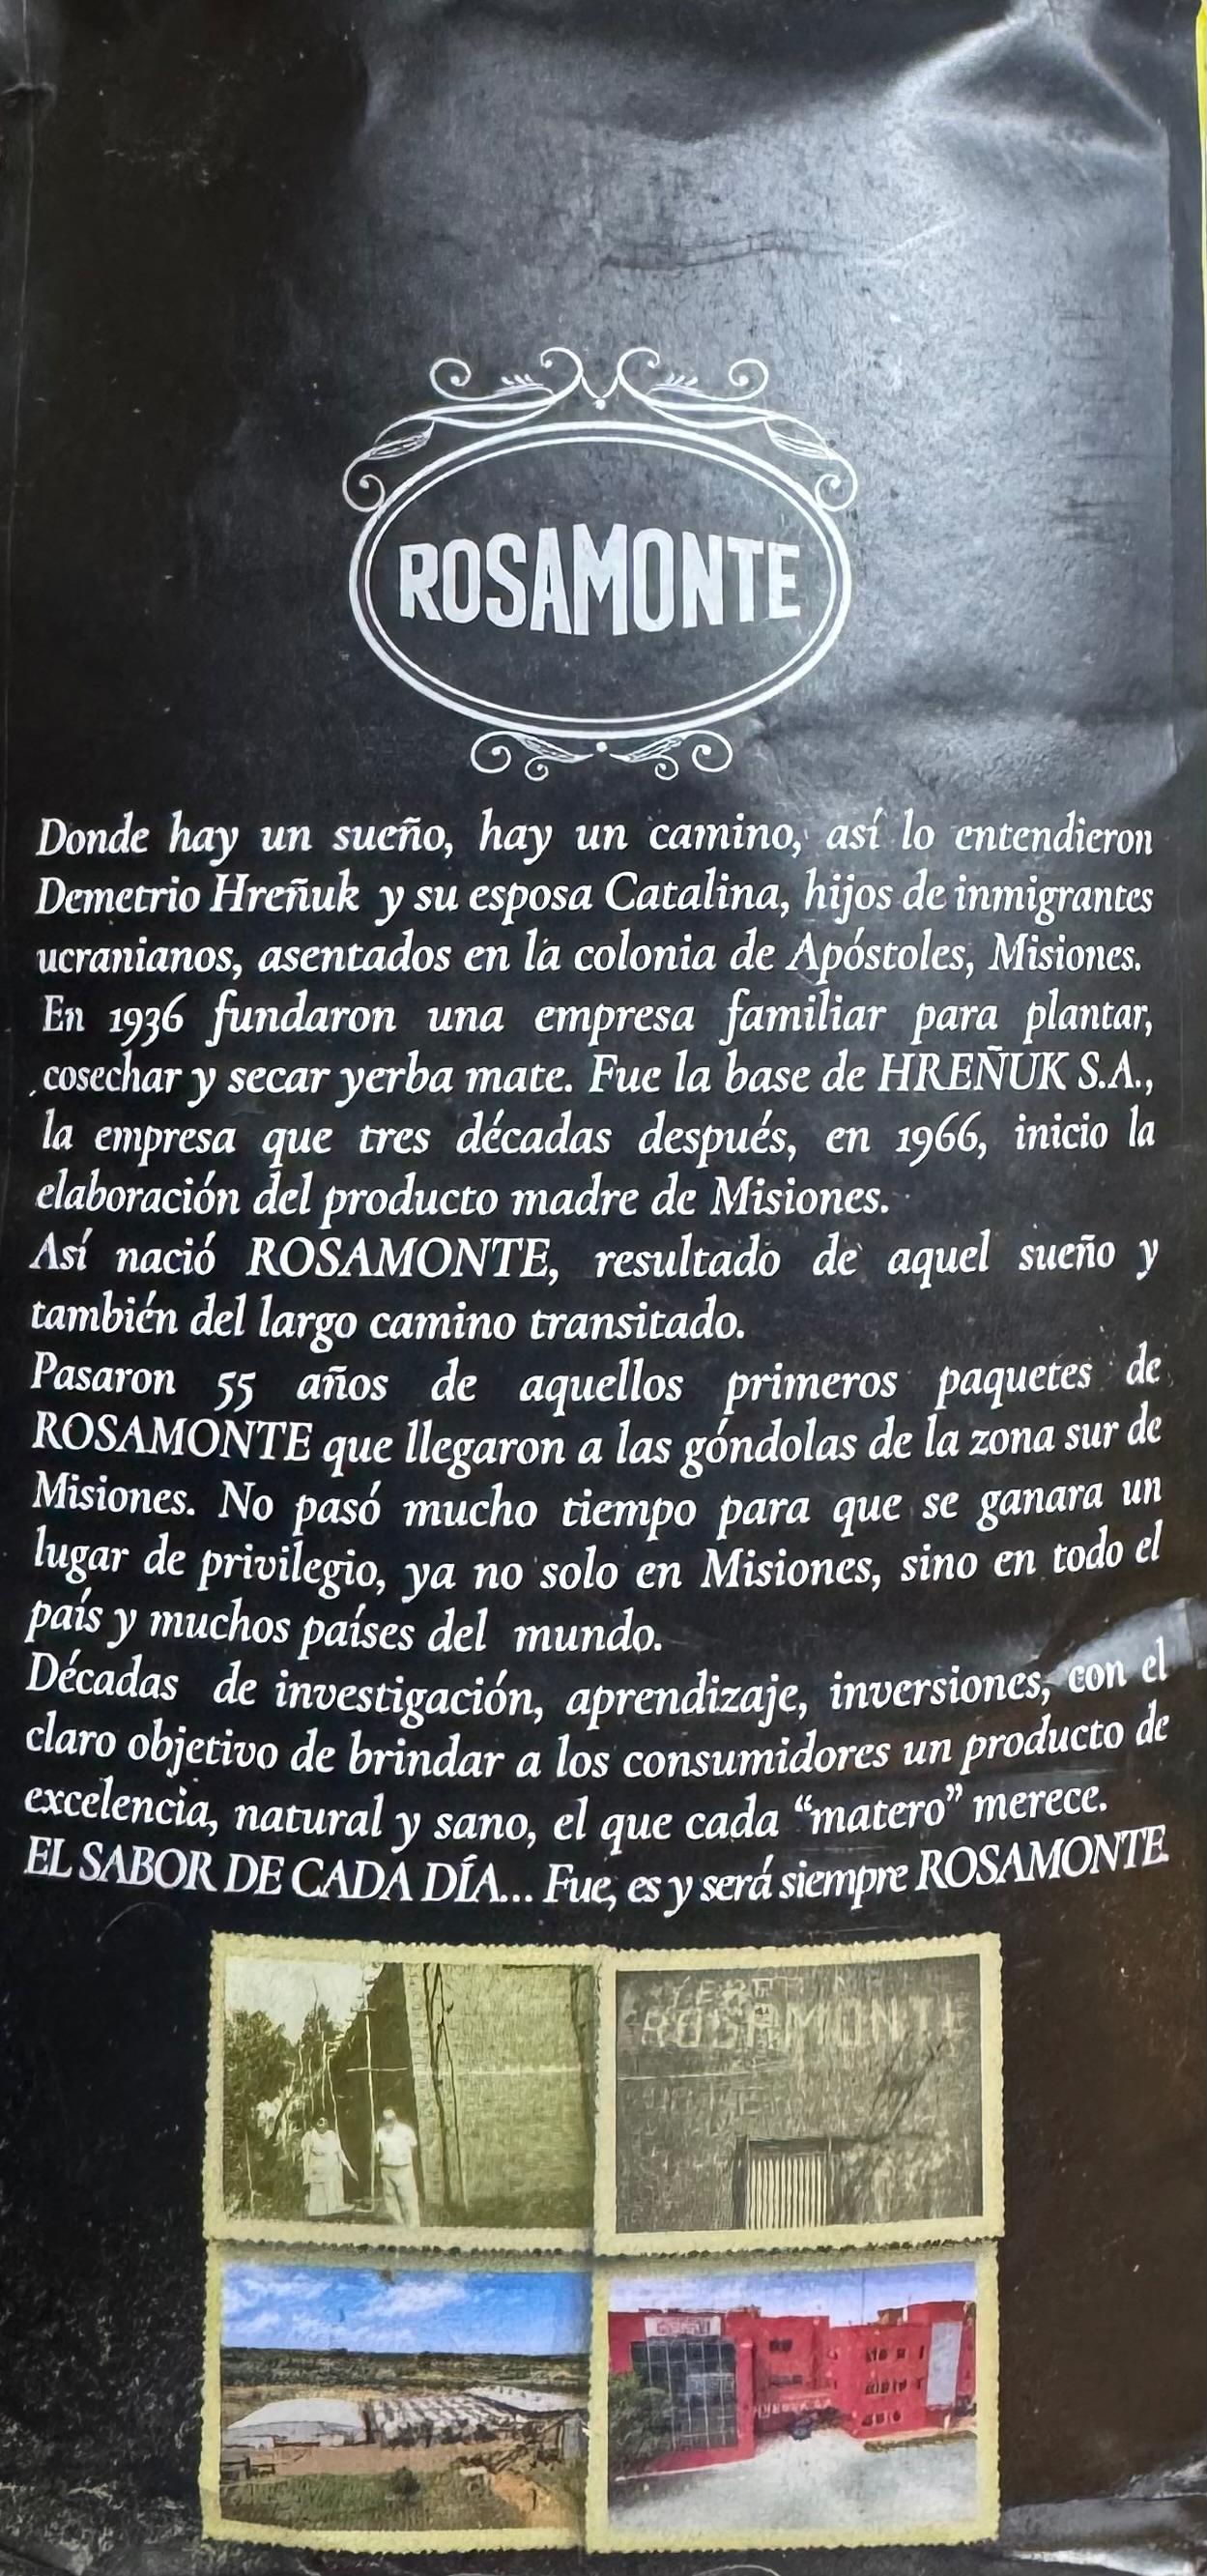 ROSAMONTE
Donde hay un sueño, hay un camino, así lo entendieron
Demetrio Hreñuk y su esposa Catalina, hijos de inmigrantes
ucranianos, asentados en la colonia de Apóstoles, Misiones.
En 1936 fundaron una empresa familiar para plantar,
cosechar y secar yerba mate. Fue la base de HREÑUK S.A.,
la empresa que tres décadas después, en 1966, inicio la
elaboración del producto madre de Misiones.
Así nació ROSAMONTE, resultado de aquel sueño y
también del largo camino transitado.
Pasaron 55 años de aquellos primeros paquetes de
ROSAMONTE que llegaron a las góndolas de la zona sur de
Misiones. No pasó mucho tiempo para que se ganara un
lugar de privilegio, ya no solo en Misiones, sino en todo el
país y muchos países del mundo.
Décadas de investigación, aprendizaje, inversiones, con el
claro objetivo de brindar a los consumidores un producto de
excelencia, natural y sano, el que cada “matero” merece.
EL SABOR DE CADA DÍA... Fue, es y será siempre ROSAMONTE
ROSAMONTE